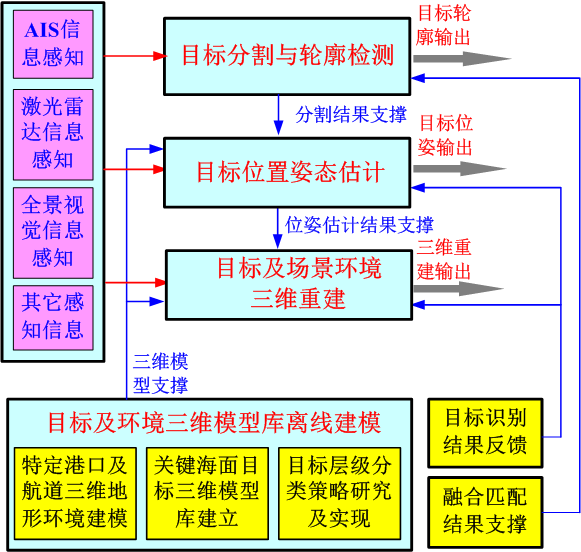 AIS信
息感知
激光雷
达信息
感知
全景视
觉信息
感知
其它感
知信息
目标分割与轮廓检测
目标轮
廓输出
分割结果支撑
目标位置姿态估计
目标位
姿输出
位姿估计结果支撑
目标及场景环境
三维重建
三维重
建输出
三维模
型支撑
目标及环境三维模型库离线建模
特定港口及
航道三维地
形环境建模
关键海面目
标三维模型
库建立
目标层级分
类策略研究
及实现
目标识别
结果反馈
融合匹配
结果支撑